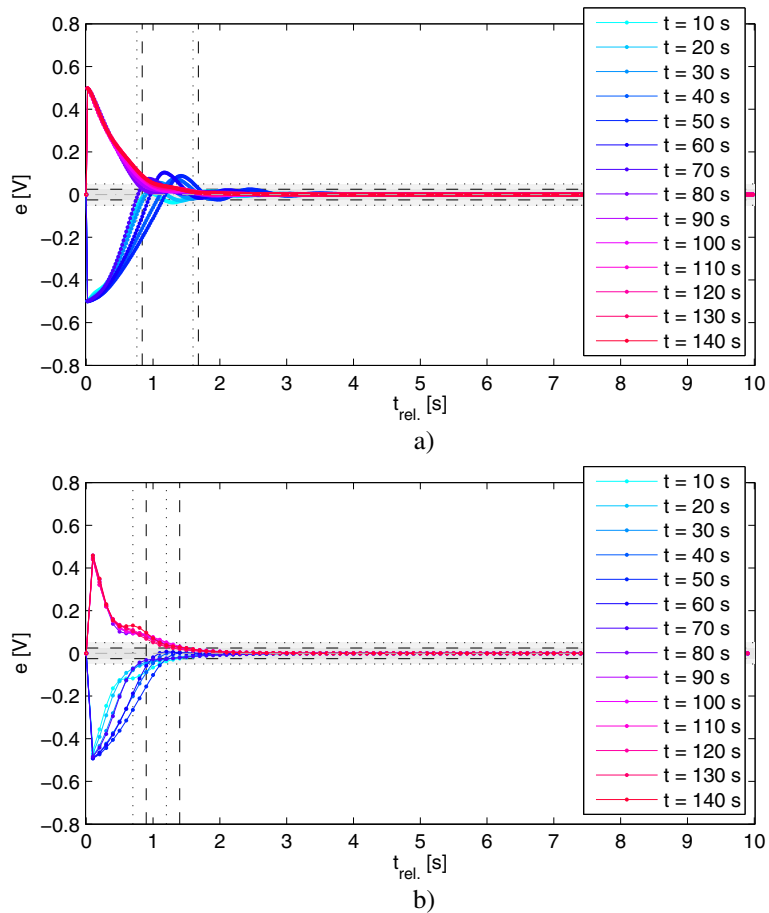 0.8
0.6
0.4
0.2
0
−0.2
−0.4
−0.6
−0.8
e [V]
0 1 2 3 4 5 6 7 8 9 10
t rel. [s]
t = 10 s
t = 20 s
t = 30 s
t = 40 s
t = 50 s
t = 60 s
t = 70 s
t = 80 s
t = 90 s
t = 100 s
t = 110 s
t = 120 s
t = 130 s
t = 140 s
a)
0.8
0.6
0.4
0.2
0
−0.2
−0.4
−0.6
−0.8
e [V]
0 1 2 3 4 5 6 7 8 9 10
t rel. [s]
t = 10 s
t = 20 s
t = 30 s
t = 40 s
t = 50 s
t = 60 s
t = 70 s
t = 80 s
t = 90 s
t = 100 s
t = 110 s
t = 120 s
t = 130 s
t = 140 s
b)